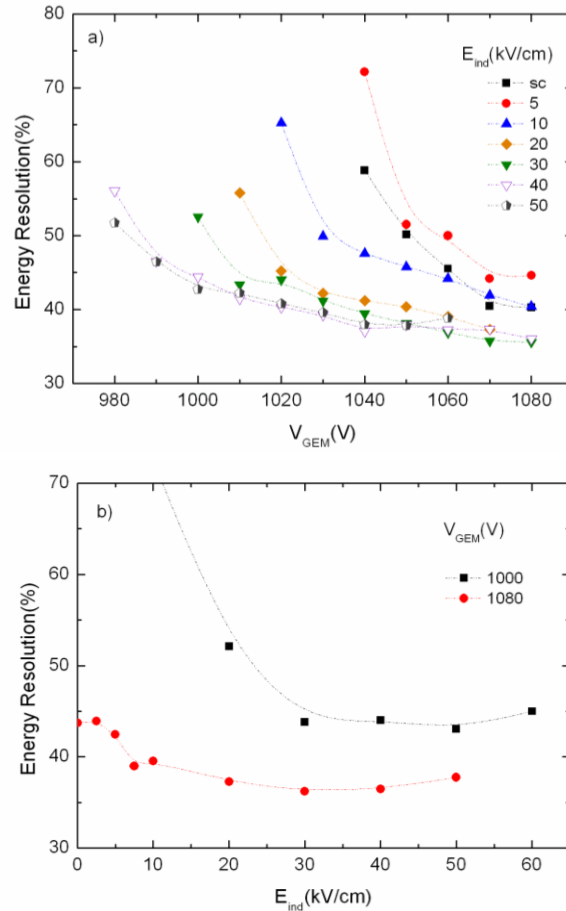 a)
E_ind(kV/cm)
sc
5
10
20
30
40
50
Energy Resolution(%)
80
70
60
50
40
30
980 1000 1020 1040 1060 1080
V_GEM(V)
b)
V_GEM(V)
1000
1080
Energy Resolution(%)
70
60
50
40
30
0 10 20 30 40 50 60
E_ind(kV/cm)